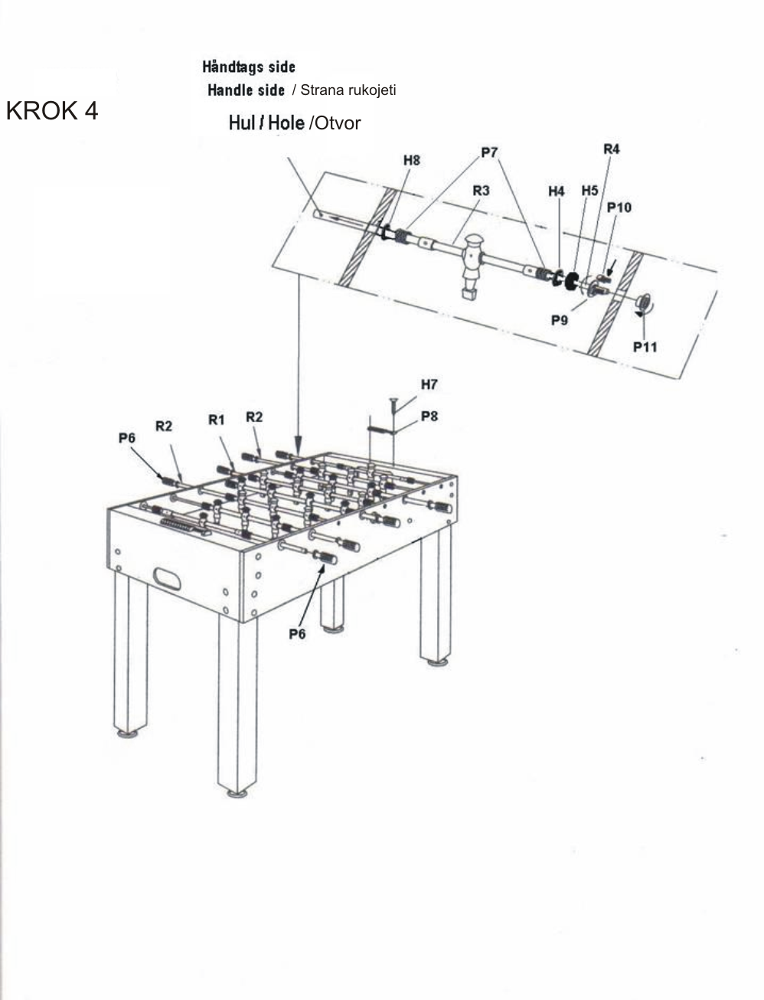 Håndtags side
Handle side / Strana rukojeti
KROK 4
Hul / Hole /Otvor
P7
R4
H8
R3
H4
H5
P10
P9
P11
H7
P8
R2
R1
R2
P6
P6